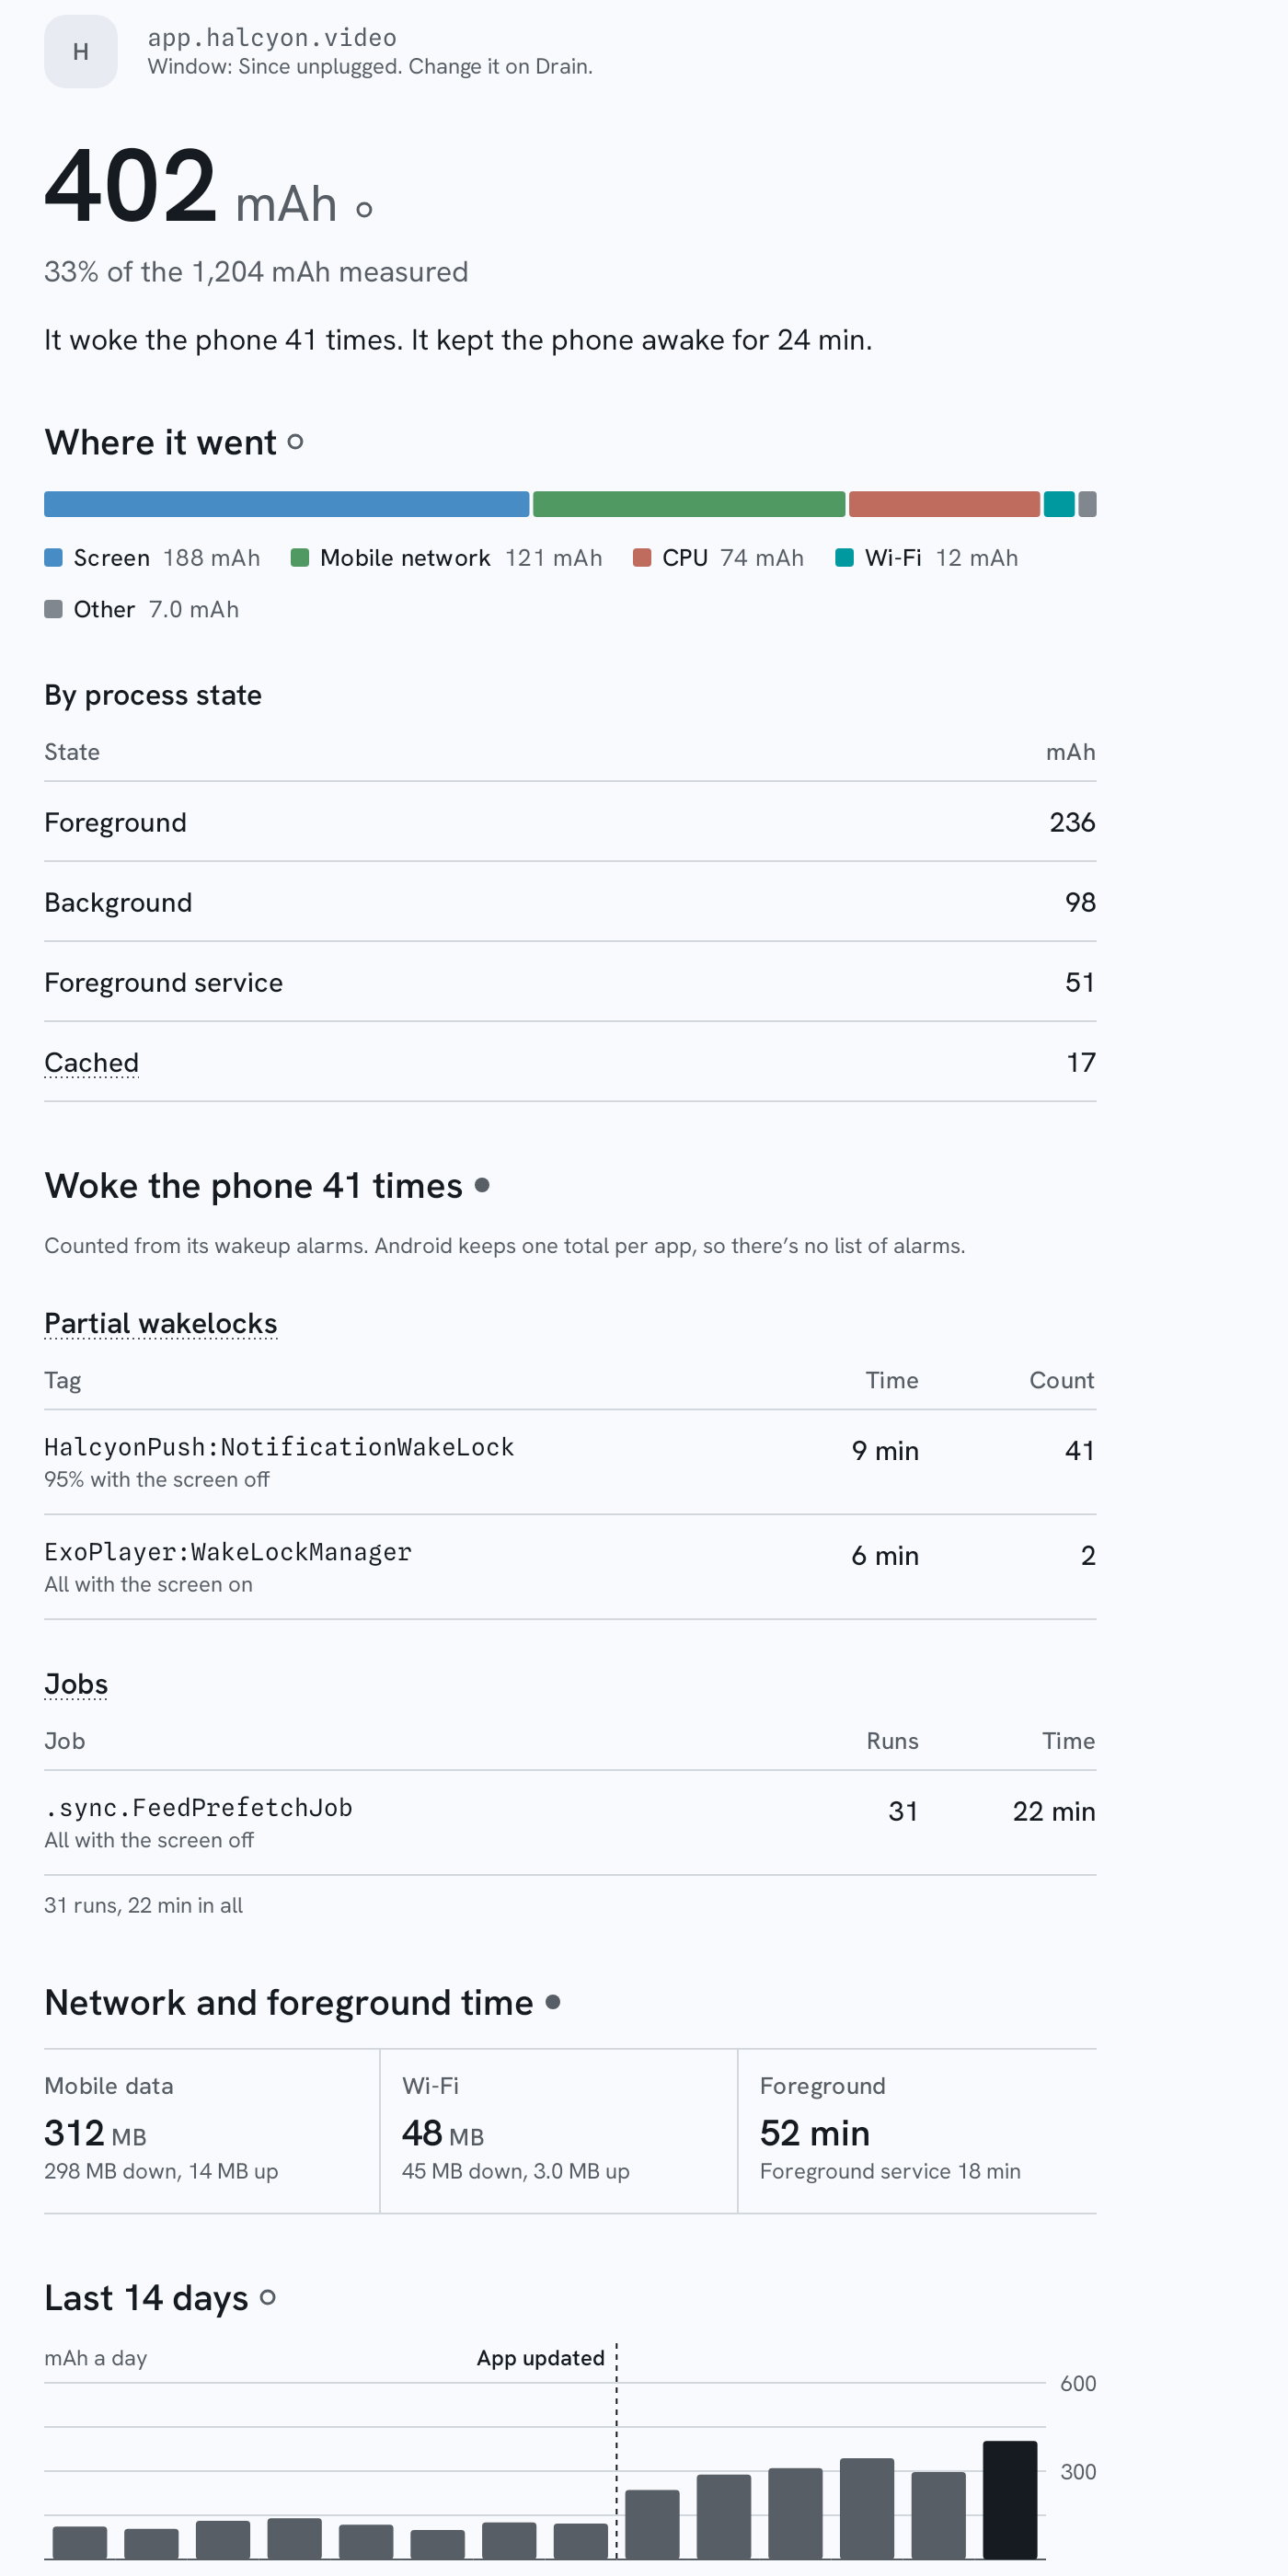 H
app.halcyon.video
Window: Since unplugged. Change it on Drain.
402 mAh
33% of the 1,204 mAh measured
It woke the phone 41 times. It kept the phone awake for 24 min.
Where it went
Screen 188 mAh Mobile network 121 mAh CPU 74 mAh Wi-Fi 12 mAh
Other 7.0 mAh
By process state
State mAh
Foreground 236
Background 98
Foreground service 51
Cached 17
Woke the phone 41 times
Counted from its wakeup alarms. Android keeps one total per app, so there’s no list of alarms.
Partial wakelocks
Tag Time Count
HalcyonPush:NotificationWakeLock 9 min 41
95% with the screen off
ExoPlayer:WakeLockManager 6 min 2
All with the screen on
Jobs
Job Runs Time
.sync.FeedPrefetchJob 31 22 min
All with the screen off
31 runs, 22 min in all
Network and foreground time
Mobile data Wi-Fi Foreground
312 MB 48 MB 52 min
298 MB down, 14 MB up 45 MB down, 3.0 MB up Foreground service 18 min
Last 14 days
mAh a day App updated
600
300